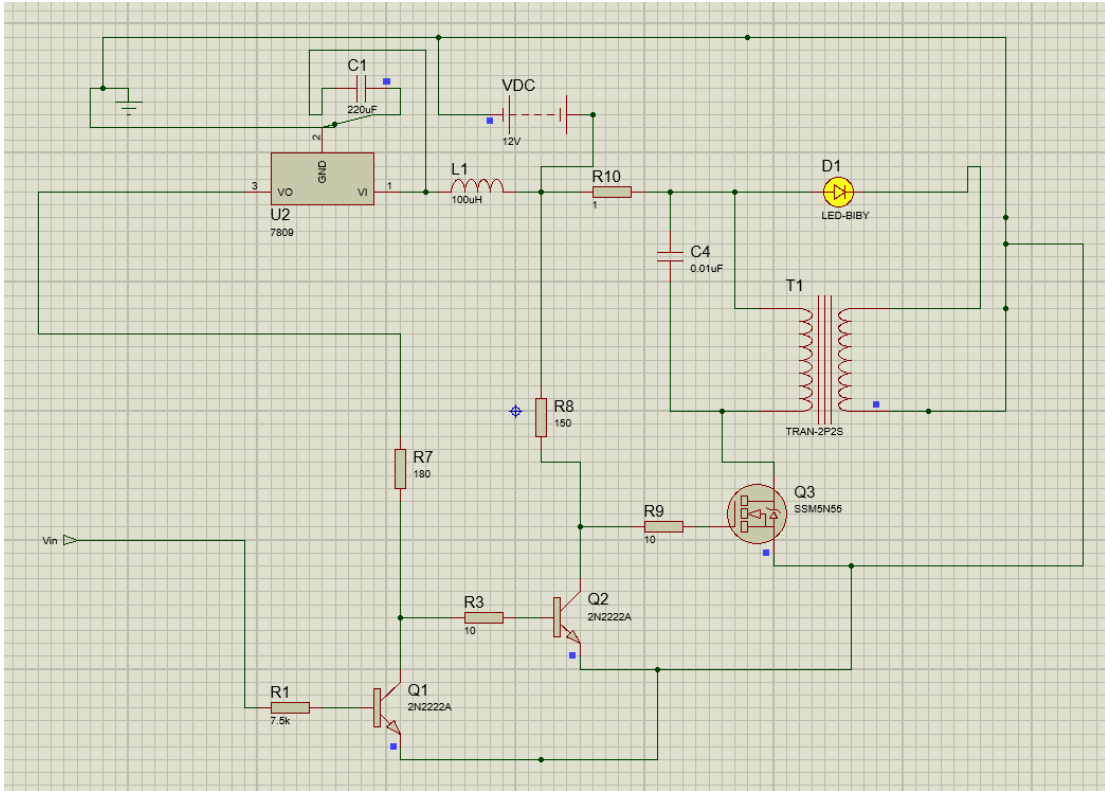 C1
220uF
VDC
12V
2
GND
3
VO
VI
1
U2
7809
L1
100uH
R10
1
D1
LED-BIBY
C4
0.01uF
T1
TRAN-2P2S
R8
150
R7
180
Q3
SSM5N55
R9
10
Vin
R3
10
Q2
2N2222A
R1
7.5k
Q1
2N2222A